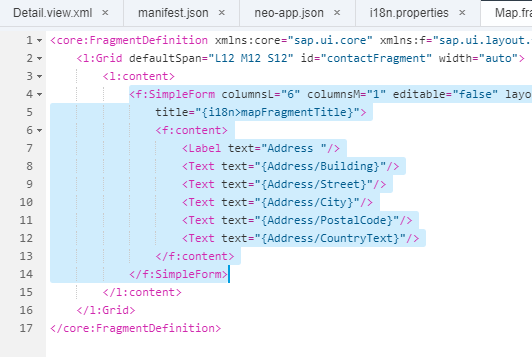 Detail.view.xml × manifest.json × neo-app.json × i18n.properties × Map.fr
1 <core:FragmentDefinition xmlns:core="sap.ui.core" xmlns:f="sap.ui.layout.
2 <l:Grid defaultSpan="L12 M12 S12" id="contactFragment" width="auto">
3 <l:content>
4 <f:SimpleForm columnsL="6" columnsM="1" editable="false" layo
5 title="{i18n>mapFragmentTitle}">
6 <f:content>
7 <Label text="Address "/>
8 <Text text="{Address/Building}"/>
9 <Text text="{Address/Street}"/>
10 <Text text="{Address/City}"/>
11 <Text text="{Address/PostalCode}"/>
12 <Text text="{Address/CountryText}"/>
13 </f:content>
14 </f:SimpleForm>
15 </l:content>
16 </l:Grid>
17 </core:FragmentDefinition>